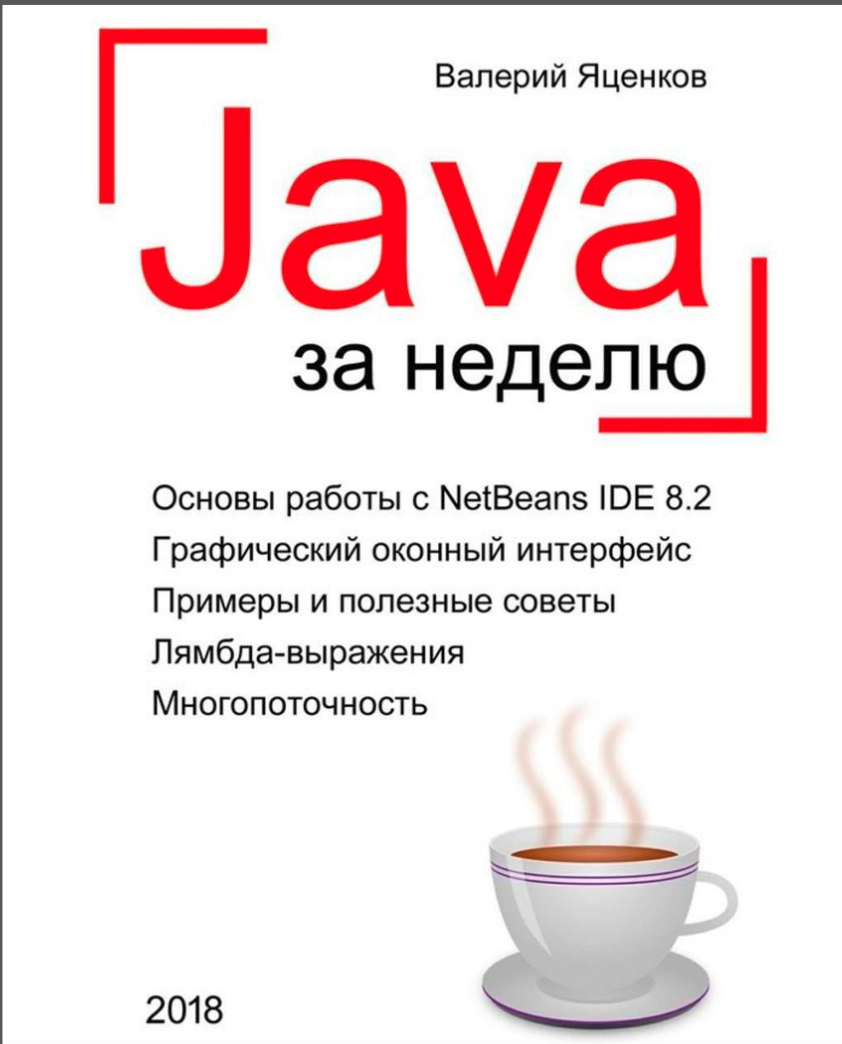 Валерий Яценков
Java
за неделю
Основы работы с NetBeans IDE 8.2
Графический оконный интерфейс
Примеры и полезные советы
Лямбда-выражения
Многопоточность
2018